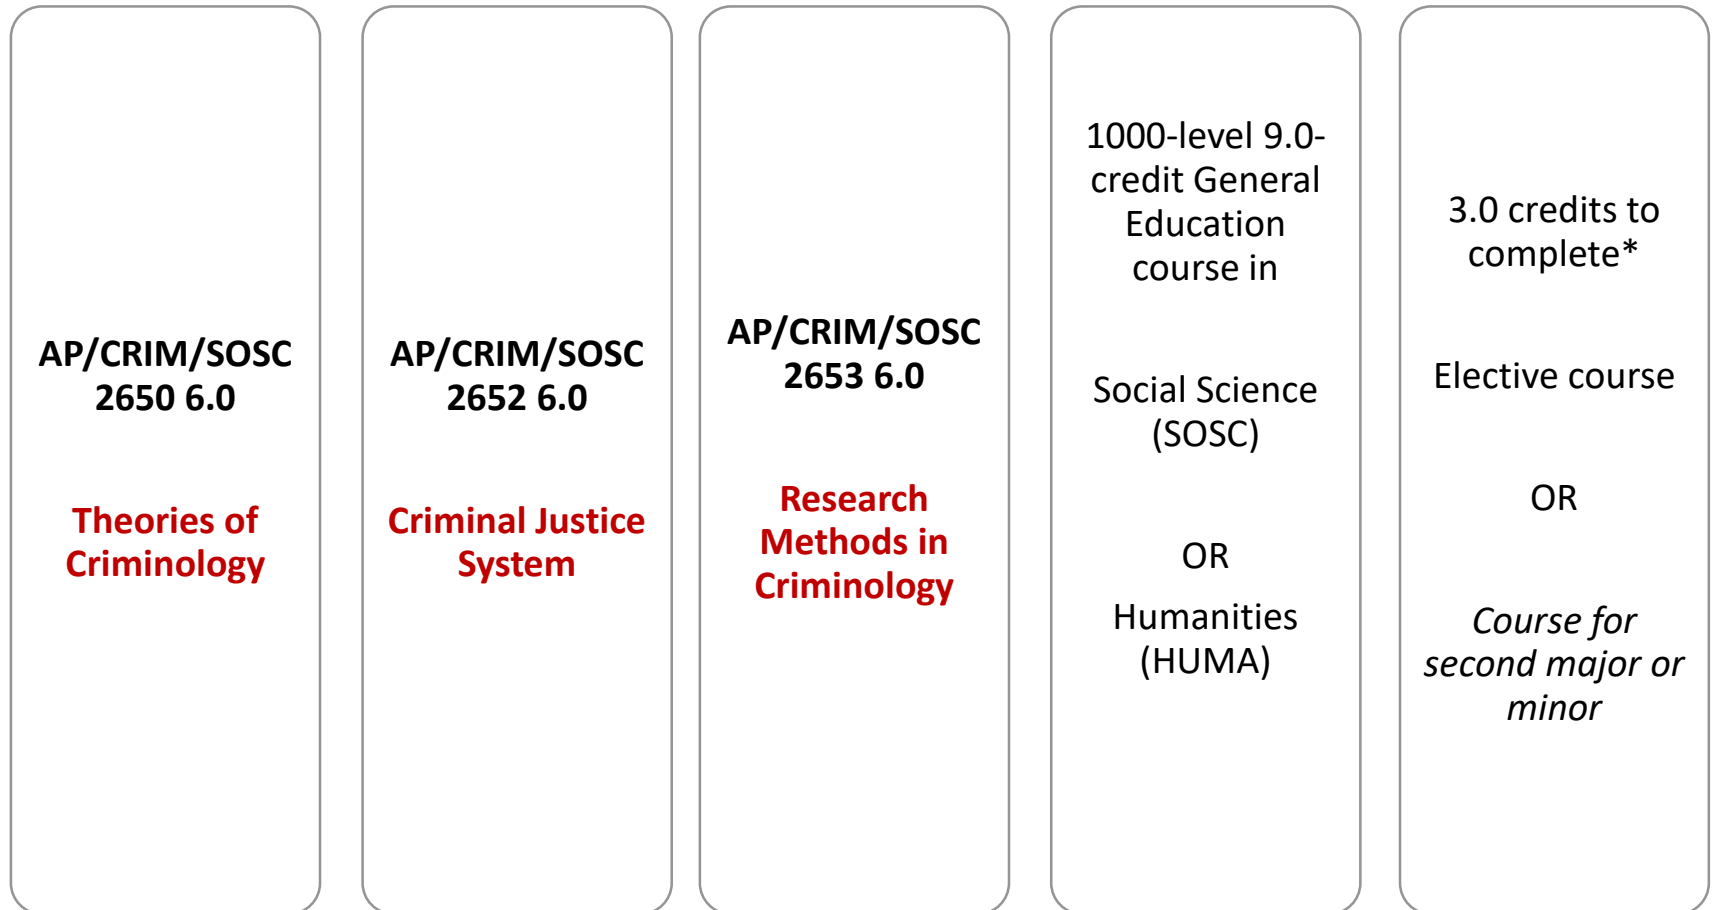 AP/CRIM/SOSC
2650 6.0
Theories of
Criminology
AP/CRIM/SOSC
2652 6.0
Criminal Justice
System
AP/CRIM/SOSC
2653 6.0
Research
Methods in
Criminology
1000-level 9.0-
credit General
Education
course in
Social Science
(SOSC)
OR
Humanities
(HUMA)
3.0 credits to
complete*
Elective course
OR
Course for
second major or
minor